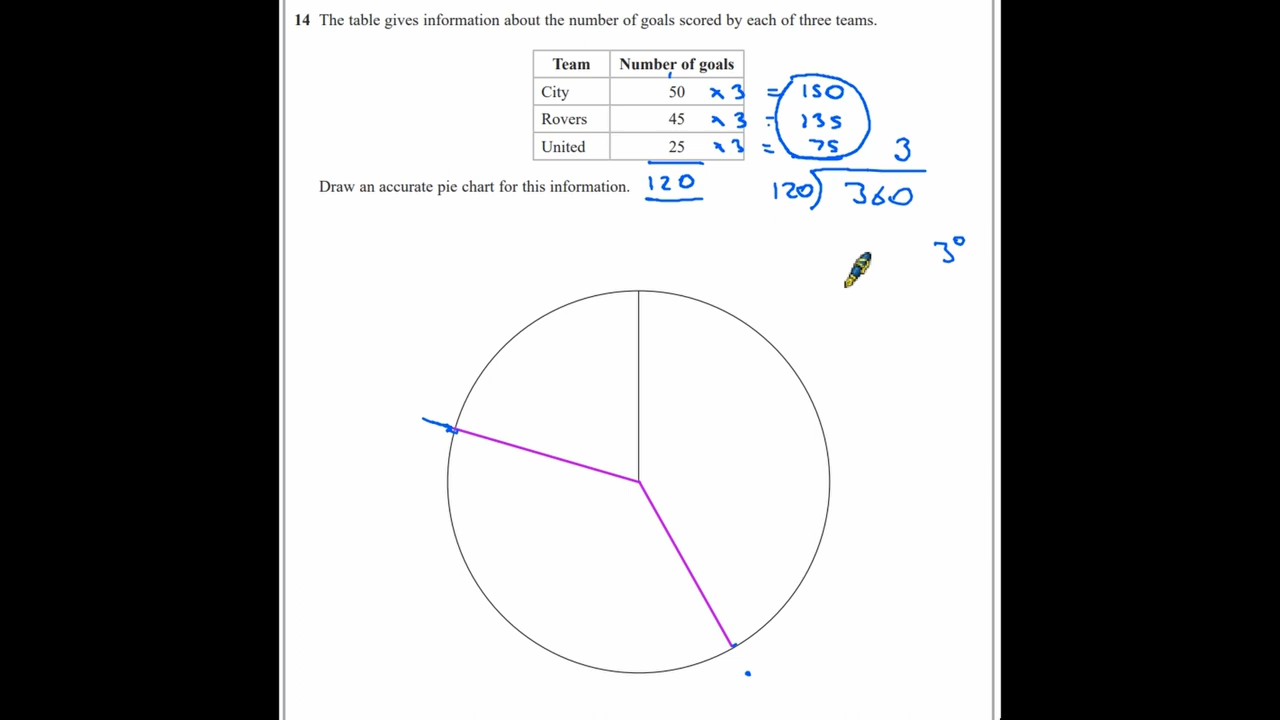 14 The table gives information about the number of goals scored by each of three teams.
Team Number of goals
City 50 × 3 = 150
Rovers 45 × 3 = 135
United 25 × 3 = 75
3
120) 360
Draw an accurate pie chart for this information. 120
3°